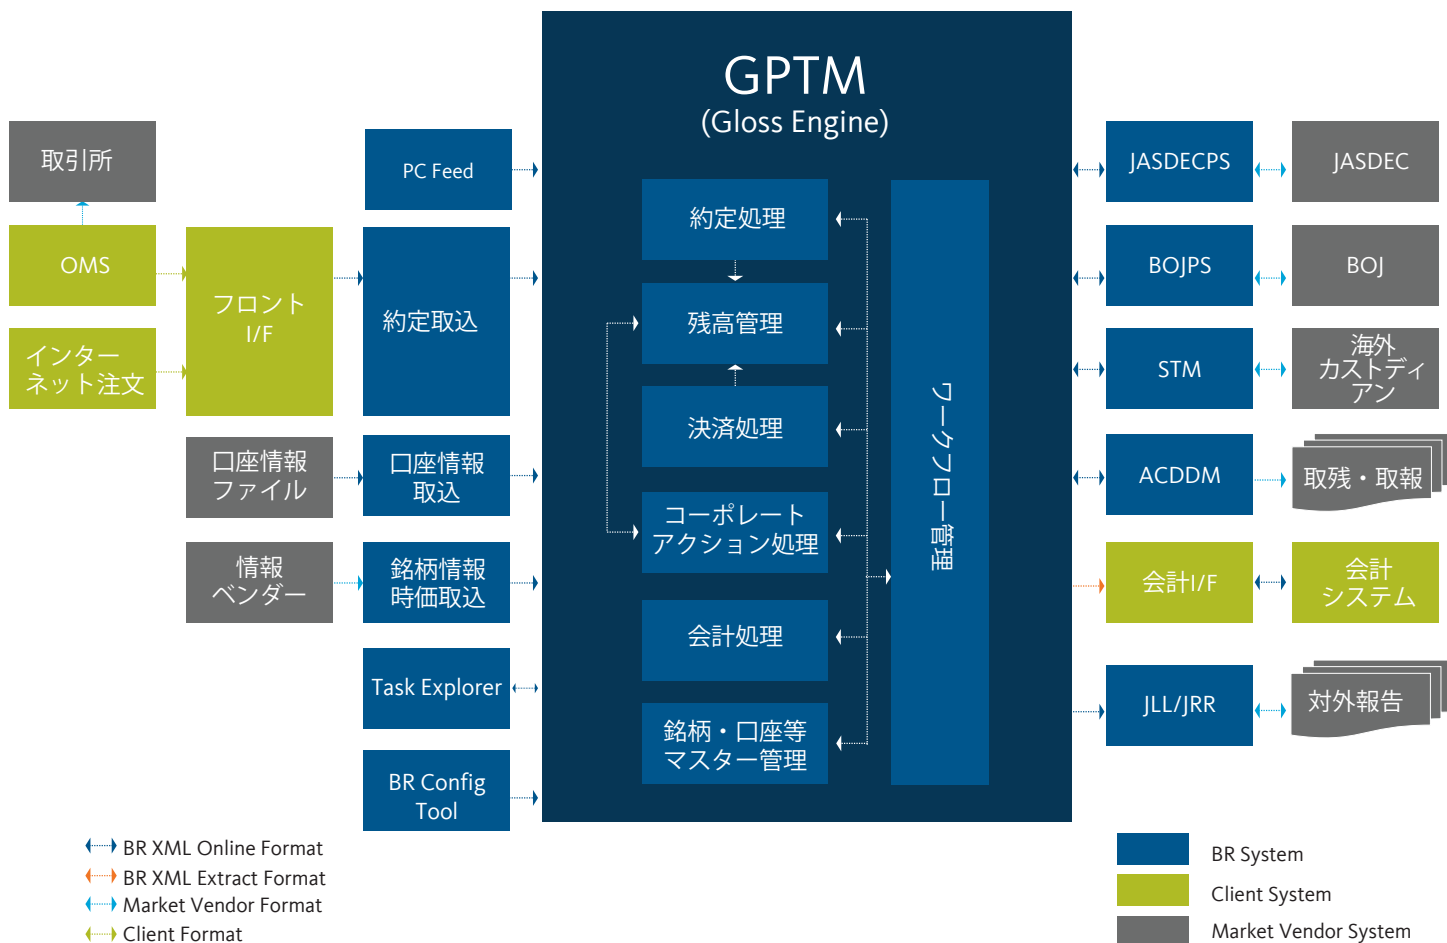 GPTM
(Gloss Engine)
取引所
OMS
インター
ネット注文
フロント
I/F
口座情報
ファイル
情報
ベンダー
PC Feed
約定取込
口座情報
取込
銘柄情報
時価取込
Task Explorer
BR Config
Tool
約定処理
残高管理
決済処理
コーポレート
アクション処理
会計処理
銘柄・口座等
マスター管理
ワークフロー管理
JASDECPS
JASDEC
BOJPS
BOJ
STM
海外
カストディ
アン
ACDDM
取残・取報
会計I/F
会計
システム
JLL/JRR
対外報告
BR XML Online Format
BR XML Extract Format
Market Vendor Format
Client Format
BR System
Client System
Market Vendor System